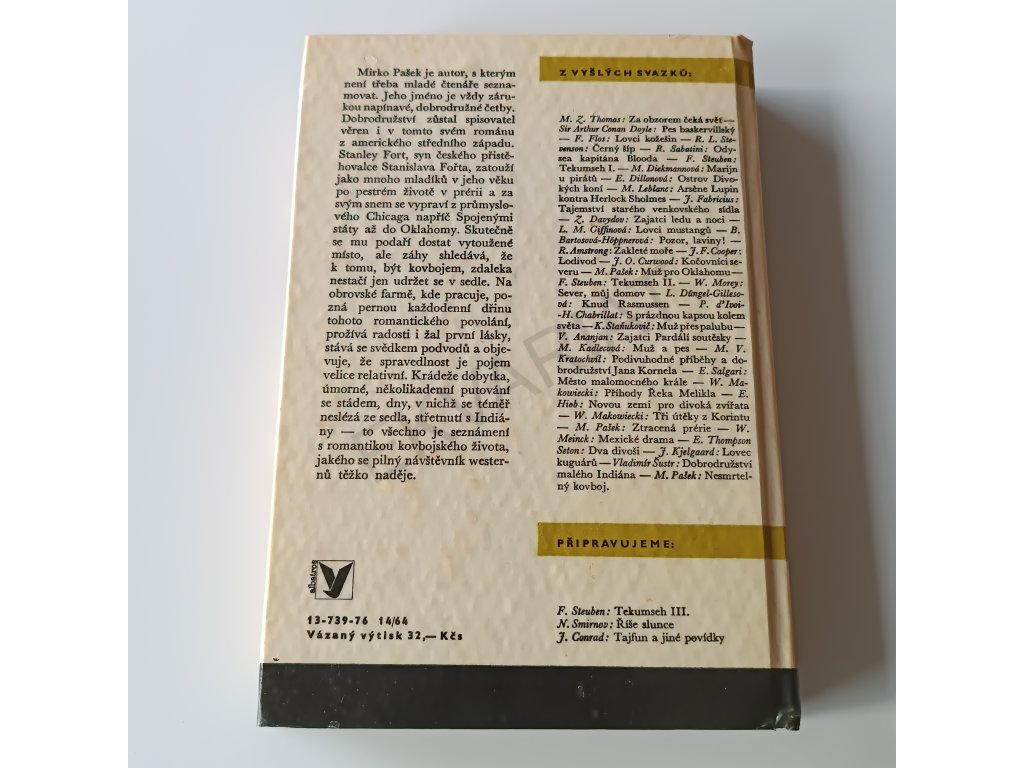 Mirko Pašek je autor, s kterým
není třeba mladé čtenáře sezna-
movat. Jeho jméno je vždy záru-
kou napínavé, dobrodružné četby.
Dobrodružství zůstal spisovatel
věren i v tomto svém románu
z amerického středního západu.
Stanley Fort, syn českého přistě-
hovalce Stanislava Fořta, zatouží
jako mnoho mladíků v jeho věku
po pestrém životě v prérii a za
svým snem se vypraví z průmyslo-
vého Chicaga napříč Spojenými
státy až do Oklahomy. Skutečně
se mu podaří dostat vytoužené
místo, ale záhy shledává, že
k tomu, být kovbojem, zdaleka
nestačí jen udržet se v sedle. Na
obrovské farmě, kde pracuje, po-
zná pernou každodenní dřinu
tohoto romantického povolání,
prožívá radosti i žal první lásky,
stává se svědkem podvodů a obje-
vuje, že spravedlnost je pojem
velice relativní. Krádeže dobytka,
úmorné, několikadenní putování
se stádem, dny, v nichž se téměř
neslézá ze sedla, střetnutí s Indiá-
ny — to všechno je seznámení
s romantikou kovbojského života,
jakého se pilný návštěvník wester-
nů těžko naděje.
albatros
13-739-76 14/64
Vázaný výtisk 32,— Kčs
Z VYŠLÝCH SVAZKŮ:
M. Z. Thomas: Za obzorem čeká svět —
Sir Arthur Conan Doyle: Pes baskervillský
— F. Flos: Lovci kožešin — R. L. Ste-
venson: Černý šíp — R. Sabatini: Ody-
sea kapitána Blooda — F. Steuben:
Tekumseh I. — M. Diekmannová: Marijn
u pirátů — E. Dillonová: Ostrov Divo-
kých koní — M. Leblanc: Arsène Lupin
kontra Herlock Sholmes — J. Fabricius:
Tajemství starého venkovského sídla
— Z. Davydov: Zajatci ledu a noci —
L. M. Giffinová: Lovci mustangů — B.
Bartosová-Höppnerová: Pozor, laviny! —
R. Amstrong: Zakleté moře — J. F. Cooper:
Lodivod — J. O. Curwood: Kočovníci se-
veru — M. Pašek: Muž pro Oklahomu —
F. Steuben: Tekumseh II. — W. Morey:
Sever, můj domov — L. Düngel-Gilleso-
vá: Knud Rasmussen — P. d'Ivoi-
-H. Chabrillat: S prázdnou kapsou kolem
světa — K. Staňukovič: Muž přes palubu —
V. Ananjan: Zajatci Pardálí soutěsky —
M. Kadlecová: Muž a pes — M. V.
Kratochvíl: Podivuhodné příběhy a do-
brodružství Jana Kornela — E. Salgari:
Město malomocného krále — W. Ma-
kowiecki: Příhody Řeka Melikla — E.
Hiob: Novou zemi pro divoká zvířata
— W. Makowiecki: Tři útěky z Korintu
— M. Pašek: Ztracená prérie — W.
Meinck: Mexické drama — E. Thompson
Seton: Dva divoši — J. Kjelgaard: Lovec
kuguárů — Vladimír Šustr: Dobrodružství
malého Indiána — M. Pašek: Nesmrtel-
ný kovboj.
PŘIPRAVUJEME:
F. Steuben: Tekumseh III.
N. Smirnov: Říše slunce
J. Conrad: Tajfun a jiné povídky